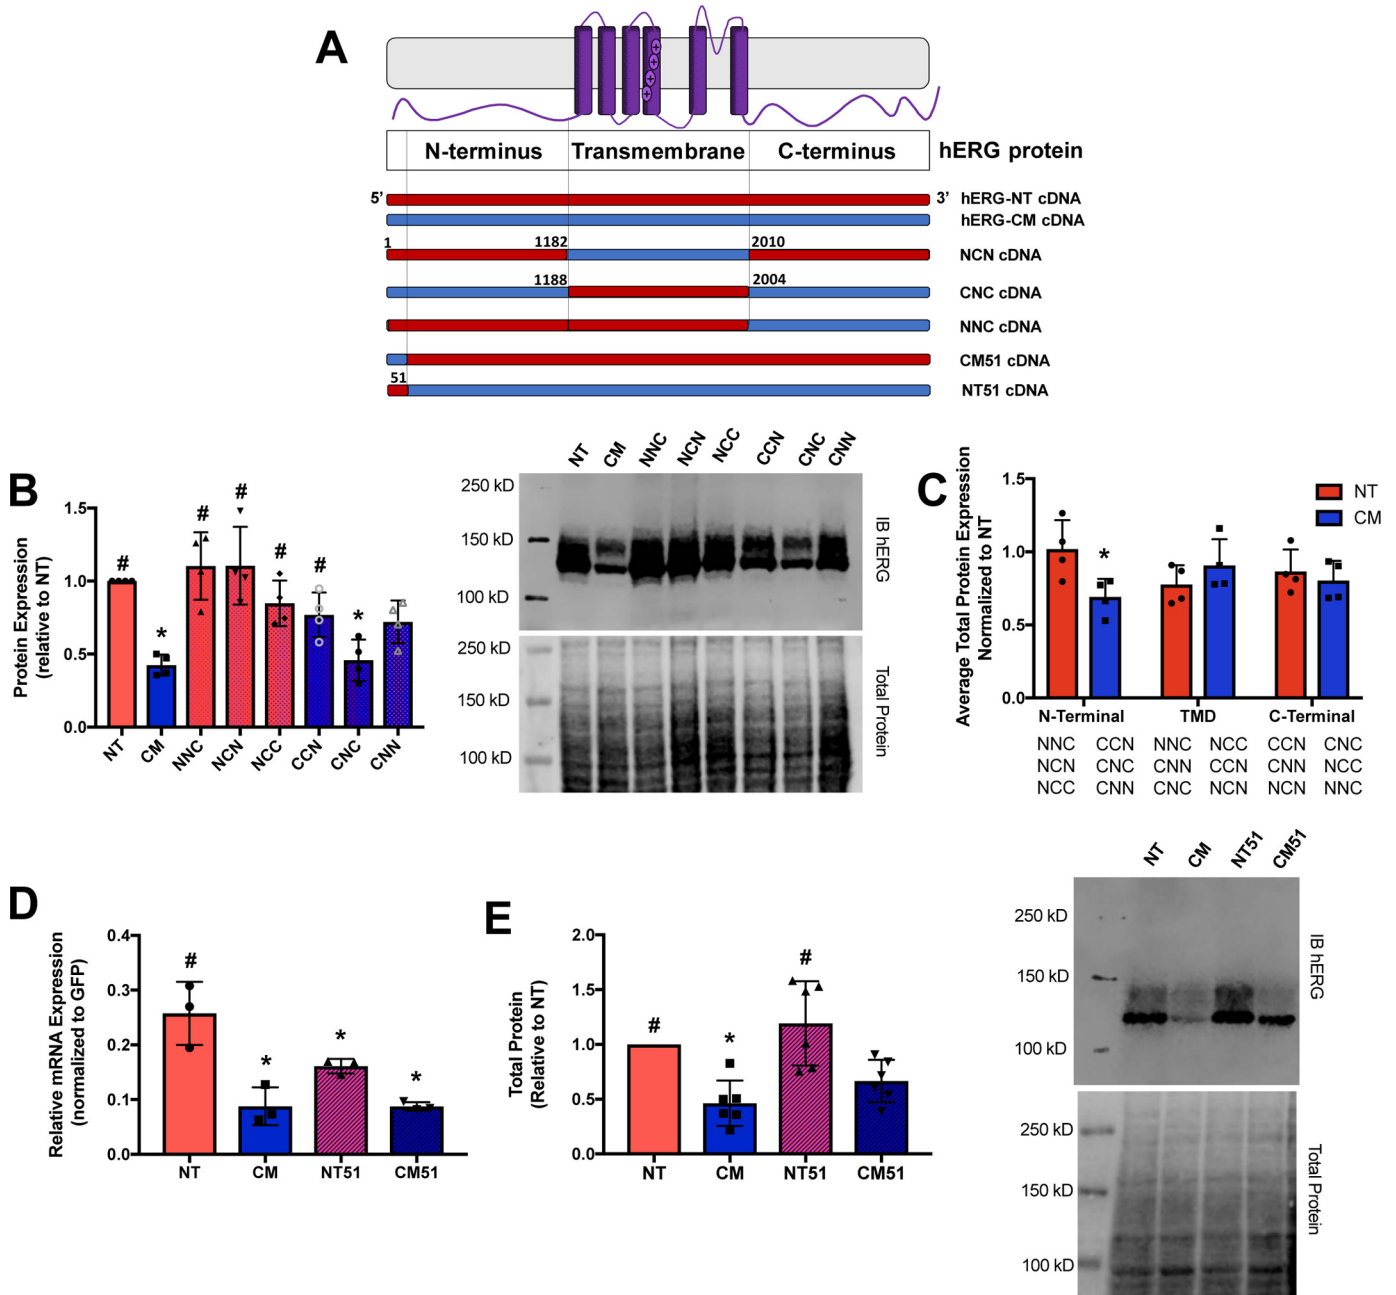 A
N-terminus Transmembrane C-terminus hERG protein
5’ 3’ hERG-NT cDNA
hERG-CM cDNA
1 1182 2010 NCN cDNA
1188 2004 CNC cDNA
NNC cDNA
CM51 cDNA
51 NT51 cDNA
B
Protein Expression
(relative to NT)
1.5
1.0
0.5
0.0
# * # # # # *
NT CM NNC NCN NCC CCN CNC CNN
NT CM NNC NCN NCC CCN CNC CNN
250 kD
150 kD
100 kD
IB hERG
250 kD
150 kD
100 kD
Total Protein
C
Average Total Protein Expression
Normalized to NT
1.5
1.0
0.5
0.0
*
NT
CM
N-Terminal TMD C-Terminal
NNC CCN NNC NCC CCN CNC
NCN CNC CNN CCN CNN NCC
NCC CNN CNC NCN NCN NNC
D
Relative mRNA Expression
(normalized to GFP)
0.4
0.3
0.2
0.1
0.0
# * * *
NT CM NT51 CM51
E
Total Protein
(Relative to NT)
2.0
1.5
1.0
0.5
0.0
# * #
NT CM NT51 CM51
NT CM NT51 CM51
250 kD
150 kD
100 kD
IB hERG
250 kD
150 kD
100 kD
Total Protein